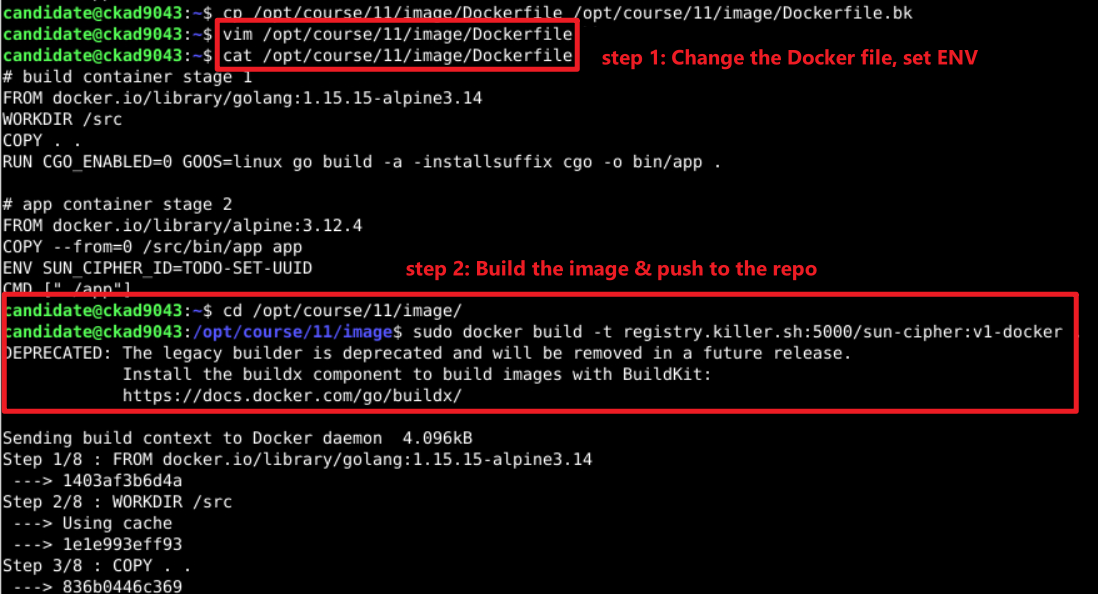 candidate@ckad9043:~$ cp /opt/course/11/image/Dockerfile /opt/course/11/image/Dockerfile.bk
candidate@ckad9043:~$ vim /opt/course/11/image/Dockerfile
candidate@ckad9043:~$ cat /opt/course/11/image/Dockerfile
step 1: Change the Docker file, set ENV
# build container stage 1
FROM docker.io/library/golang:1.15.15-alpine3.14
WORKDIR /src
COPY . .
RUN CGO_ENABLED=0 GOOS=linux go build -a -installsuffix cgo -o bin/app .
# app container stage 2
FROM docker.io/library/alpine:3.12.4
COPY --from=0 /src/bin/app app
ENV SUN_CIPHER_ID=TODO-SET-UUID
step 2: Build the image & push to the repo
CMD ["./app"]
candidate@ckad9043:~$ cd /opt/course/11/image/
candidate@ckad9043:/opt/course/11/image$ sudo docker build -t registry.killer.sh:5000/sun-cipher:v1-docker .
DEPRECATED: The legacy builder is deprecated and will be removed in a future release.
Install the buildx component to build images with BuildKit:
https://docs.docker.com/go/buildx/
Sending build context to Docker daemon  4.096kB
Step 1/8 : FROM docker.io/library/golang:1.15.15-alpine3.14
---> 1403af3b6d4a
Step 2/8 : WORKDIR /src
---> Using cache
---> 1e1e993eff93
Step 3/8 : COPY . .
---> 836b0446c369